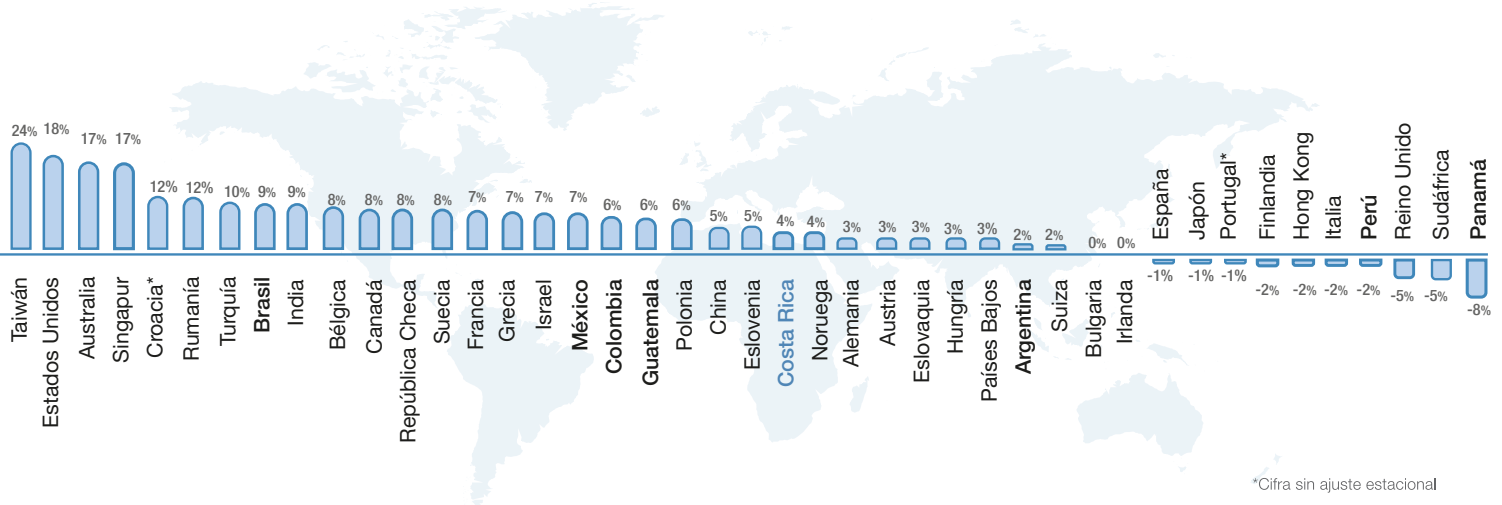 24%
18%
17%
17%
12%
12%
10%
9%
9%
8%
8%
8%
8%
7%
7%
7%
7%
6%
6%
6%
5%
5%
4%
4%
3%
3%
3%
3%
3%
2%
2%
0%
0%
España
Japón
Portugal*
Finlandia
Hong Kong
Italia
Perú
Reino Unido
Sudáfrica
Panamá
Taiwán
Estados Unidos
Australia
Singapur
Croacia*
Rumanía
Turquía
Brasil
India
Bélgica
Canadá
República Checa
Suecia
Francia
Grecia
Israel
México
Colombia
Guatemala
Polonia
China
Eslovenia
Costa Rica
Noruega
Alemania
Austria
Eslovaquia
Hungría
Países Bajos
Argentina
Suiza
Bulgaria
Irlanda
-1%
-1%
-1%
-2%
-2%
-2%
-2%
-5%
-5%
-8%
*Cifra sin ajuste estacional